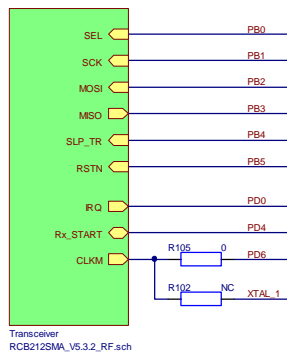 SEL PB0
SCK PB1
MOSI PB2
MISO PB3
SLP_TR PB4
RSTN PB5
IRQ PD0
Rx_START PD4
CLKM R105 0 PD6
R102 NC XTAL_1
Transceiver
RCB212SMA_V5.3.2_RF.sch